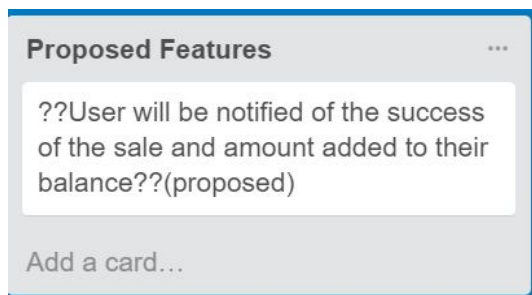 Proposed Features
??User will be notified of the success
of the sale and amount added to their
balance??(proposed)
Add a card…